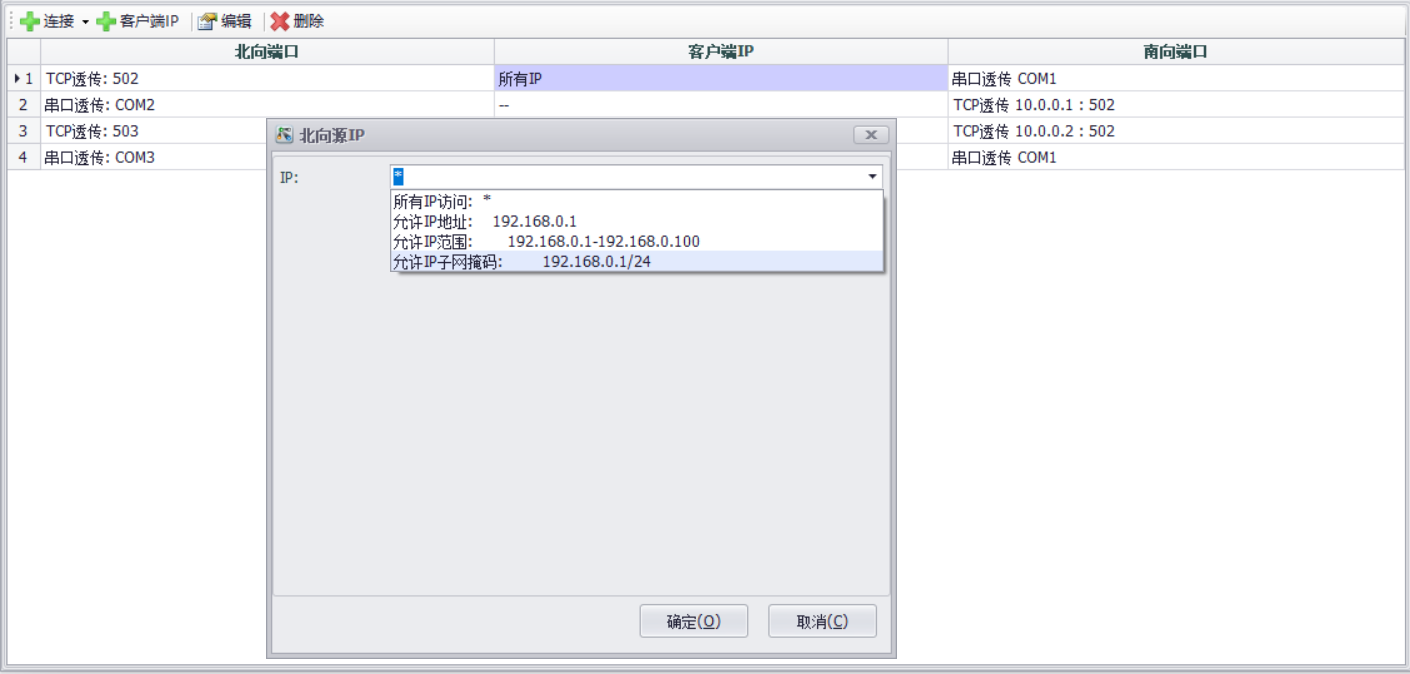 连接 客户端IP 编辑 删除
北向端口 客户端IP 南向端口
1 TCP透传: 502 所有IP 串口透传 COM1
2 串口透传: COM2 -- TCP透传 10.0.0.1 : 502
3 TCP透传: 503 TCP透传 10.0.0.2 : 502
4 串口透传: COM3 串口透传 COM1
北向源IP
IP: *
所有IP访问: *
允许IP地址: 192.168.0.1
允许IP范围: 192.168.0.1-192.168.0.100
允许IP子网掩码: 192.168.0.1/24
确定(O) 取消(C)